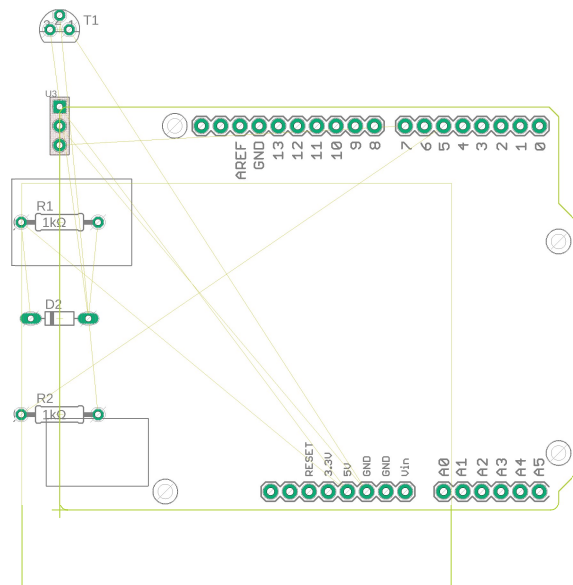 T1
3 2 1
U3
AREF
GND
13
12
11
10
9
8
7
6
5
4
3
2
1
0
R1
1kΩ
D2
R2
1kΩ
RESET
3.3V
5V
GND
GND
Vin
A0
A1
A2
A3
A4
A5